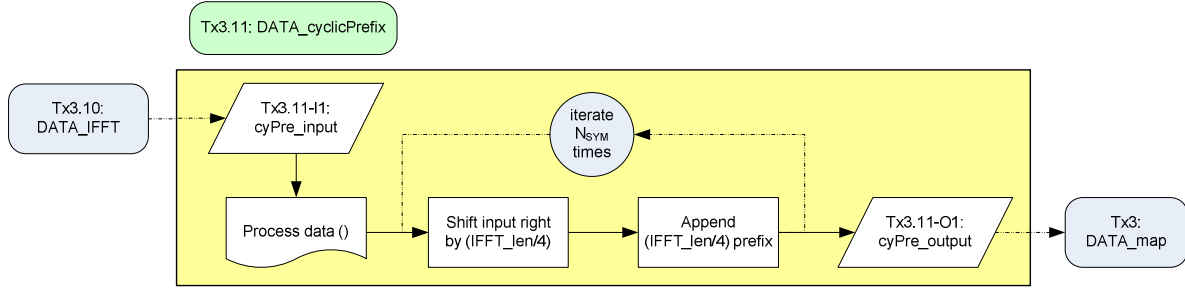 Tx3.11: DATA_cyclicPrefix
Tx3.10:
DATA_IFFT
Tx3.11-I1:
cyPre_input
iterate
NSYM
times
Process data ()
Shift input right
by (IFFT_len/4)
Append
(IFFT_len/4) prefix
Tx3.11-O1:
cyPre_output
Tx3:
DATA_map